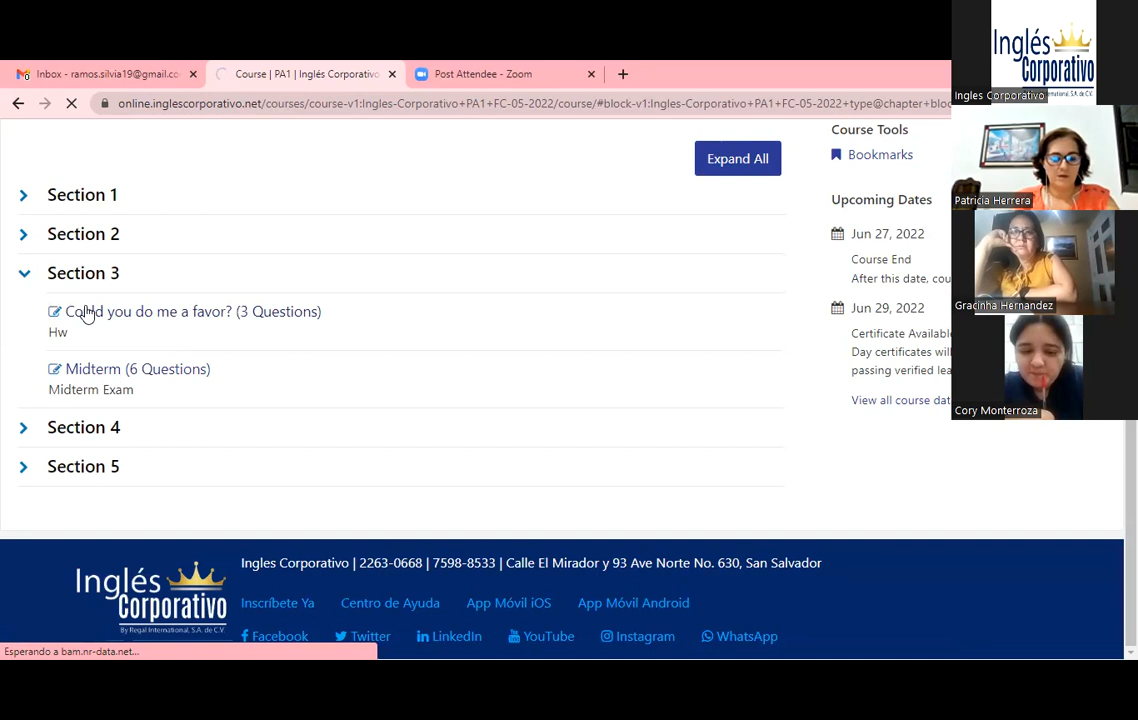 Inbox - ramos.silvia19@gmail.co
Course | PA1 | Inglés Corporativo
Post Attendee - Zoom
online.inglescorporativo.net/courses/course-v1:Ingles-Corporativo+PA1+FC-05-2022/course/#block-v1:Ingles-Corporativo+PA1+FC-05-2022+type@chapter+bloc
Expand All
Section 1
Section 2
Section 3
Could you do me a favor? (3 Questions)
Hw
Midterm (6 Questions)
Midterm Exam
Section 4
Section 5
Course Tools
Bookmarks
Upcoming Dates
Jun 27, 2022
Course End
After this date, cou
Jun 29, 2022
Certificate Availab
Day certificates wil
passing verified lea
View all course dat
Inglés
Corporativo
Ingles Corporativo
Patricia Herrera
Gracinha Hernandez
Cory Monterroza
Inglés
Corporativo
By Regal International, S.A. de C.V.
Ingles Corporativo | 2263-0668 | 7598-8533 | Calle El Mirador y 93 Ave Norte No. 630, San Salvador
Inscríbete Ya
Centro de Ayuda
App Móvil iOS
App Móvil Android
Facebook
Twitter
LinkedIn
YouTube
Instagram
WhatsApp
Esperando a bam.nr-data.net...